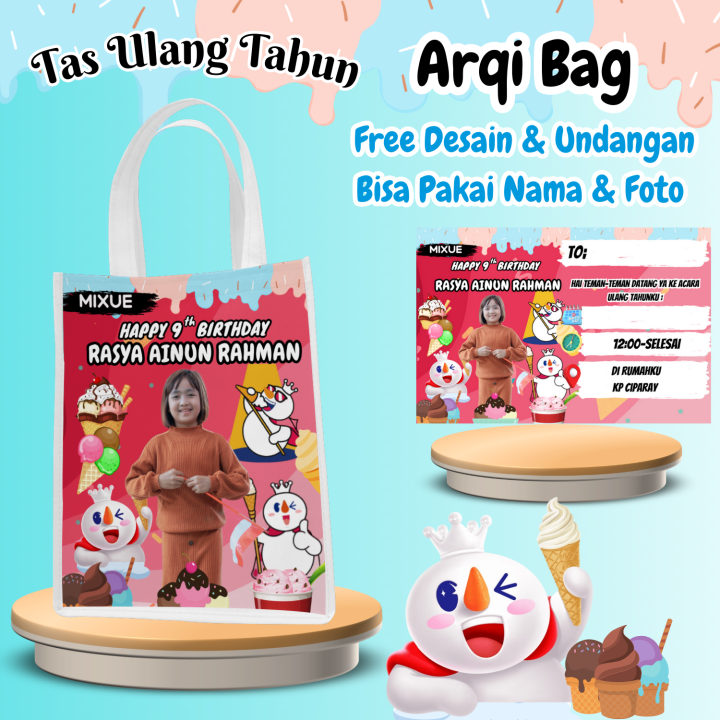 Tas Ulang Tahun
Arqi Bag
Free Desain & Undangan
Bisa Pakai Nama & Foto
MIXUE
HAPPY 9th BIRTHDAY
RASYA AINUN RAHMAN
MIXUE
HAPPY 9th BIRTHDAY
RASYA AINUN RAHMAN
TO;
HAI TEMAN-TEMAN DATANG YA KE ACARA
ULANG TAHUNKU :
12:00-SELESAI
DI RUMAHKU
KP CIPARAY